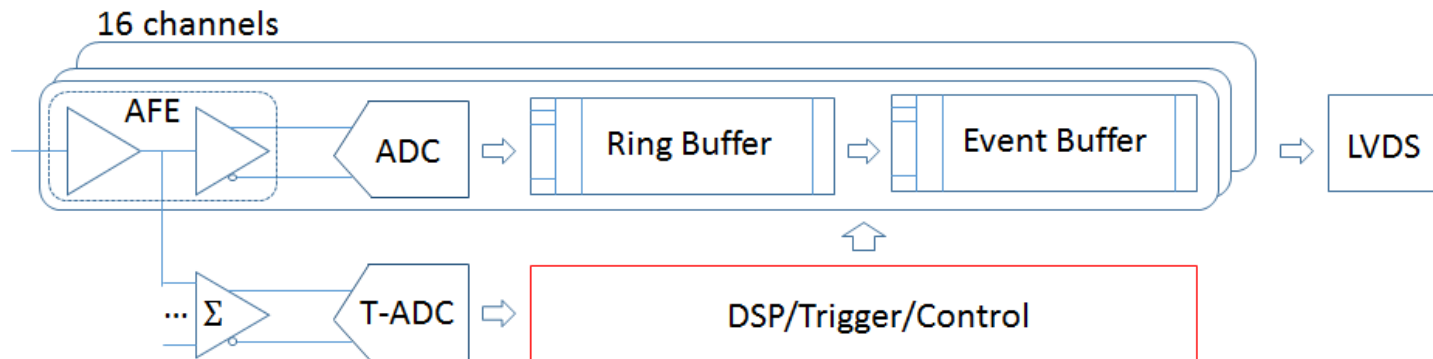 16 channels
AFE
ADC
Ring Buffer
Event Buffer
LVDS
... Σ
T-ADC
DSP/Trigger/Control